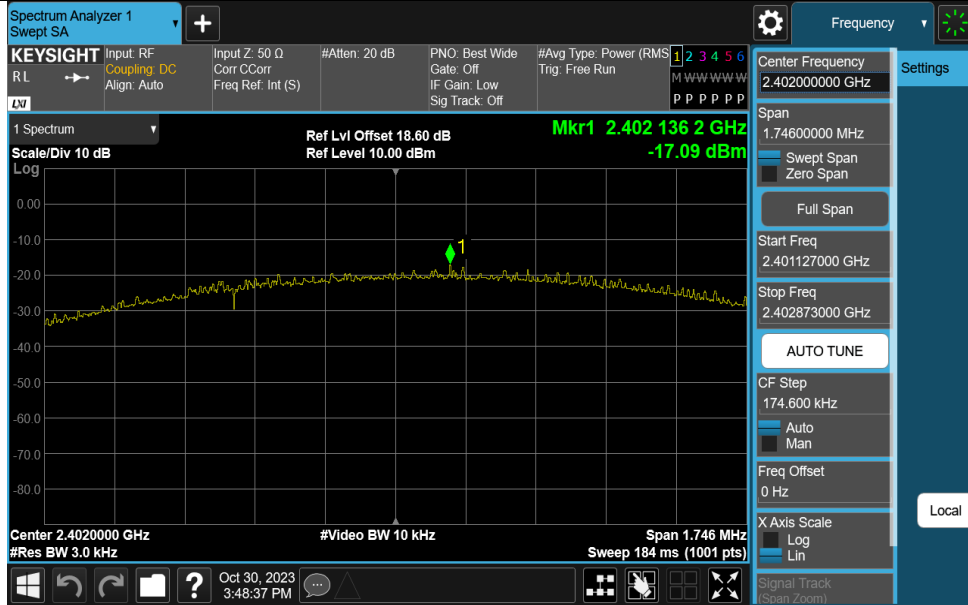 Spectrum Analyzer 1
Swept SA
+
Frequency
KEYSIGHT
R L
LXI
Input: RF
Coupling: DC
Align: Auto
Input Z: 50 Ω
Corr CCorr
Freq Ref: Int (S)
#Atten: 20 dB
PNO: Best Wide
Gate: Off
IF Gain: Low
Sig Track: Off
#Avg Type: Power (RMS
Trig: Free Run
1 2 3 4 5 6
M W W W W W
P P P P P P
1 Spectrum
Scale/Div 10 dB
Log
Ref Lvl Offset 18.60 dB
Ref Level 10.00 dBm
Mkr1 2.402 136 2 GHz
-17.09 dBm
0.00
-10.0
-20.0
-30.0
-40.0
-50.0
-60.0
-70.0
-80.0
1
Center 2.4020000 GHz
#Res BW 3.0 kHz
#Video BW 10 kHz
Span 1.746 MHz
Sweep 184 ms (1001 pts)
Center Frequency
2.402000000 GHz
Span
1.74600000 MHz
Swept Span
Zero Span
Full Span
Start Freq
2.401127000 GHz
Stop Freq
2.402873000 GHz
AUTO TUNE
CF Step
174.600 kHz
Auto
Man
Freq Offset
0 Hz
X Axis Scale
Log
Lin
Signal Track
(Span Zoom)
Settings
Local
?
Oct 30, 2023
3:48:37 PM